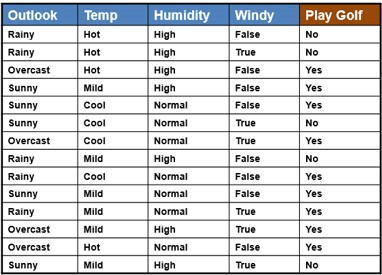 Outlook Temp Humidity Windy Play Golf
Rainy Hot High False No
Rainy Hot High True No
Overcast Hot High False Yes
Sunny Mild High False Yes
Sunny Cool Normal False Yes
Sunny Cool Normal True No
Overcast Cool Normal True Yes
Rainy Mild High False No
Rainy Cool Normal False Yes
Sunny Mild Normal False Yes
Rainy Mild Normal True Yes
Overcast Mild High True Yes
Overcast Hot Normal False Yes
Sunny Mild High True No